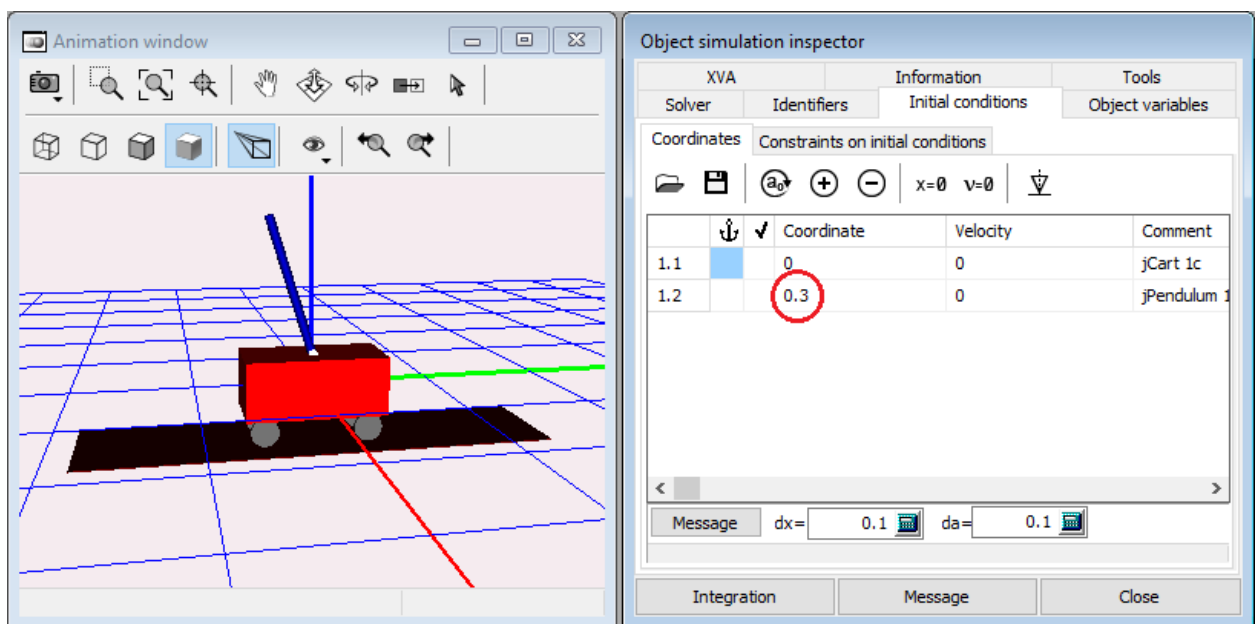 Animation window
Object simulation inspector
XVA Information Tools
Solver Identifiers Initial conditions Object variables
Coordinates Constraints on initial conditions
a₀ x=0 v=0
Coordinate Velocity Comment
1.1 0 0 jCart 1c
1.2 0.3 0 jPendulum 1
Message dx= 0.1 da= 0.1
Integration Message Close